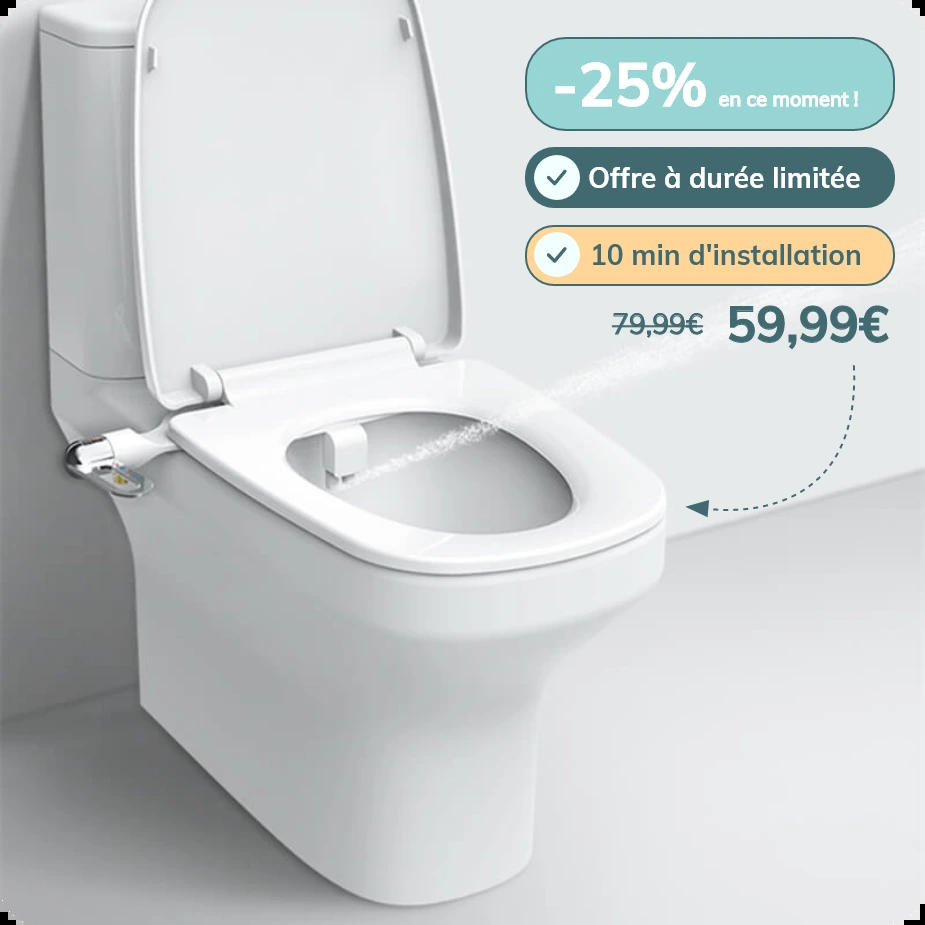 -25% en ce moment !
Offre à durée limitée
10 min d'installation
79,99€ 59,99€